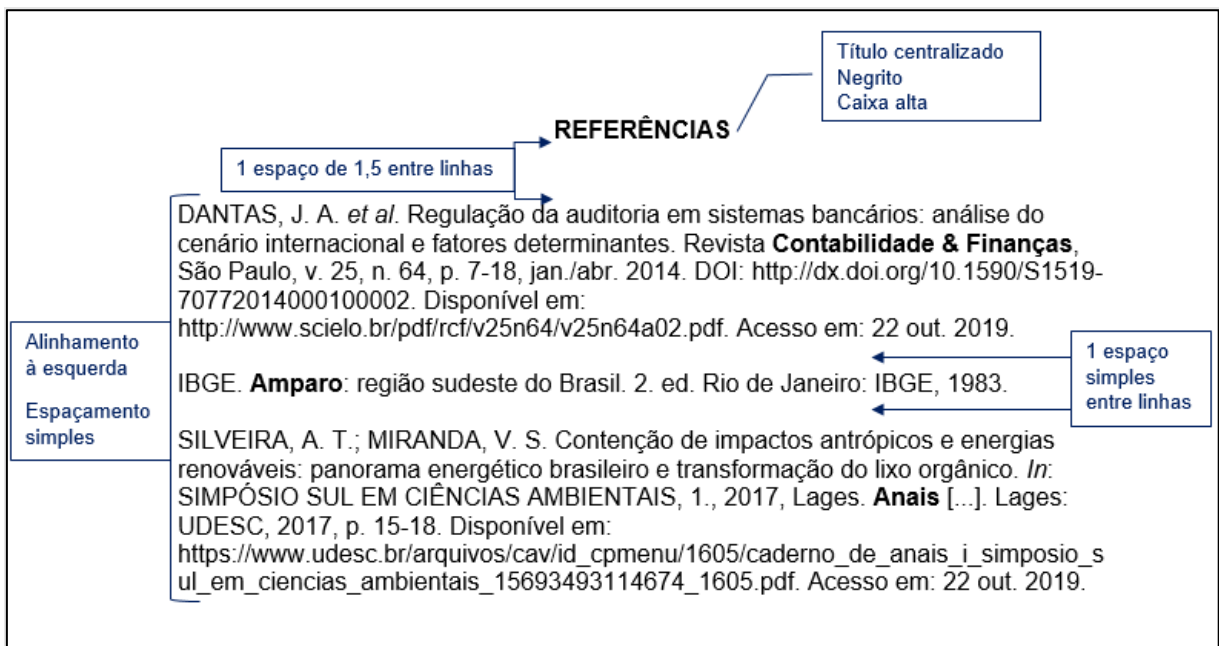 Título centralizado
Negrito
Caixa alta
REFERÊNCIAS
1 espaço de 1,5 entre linhas
DANTAS, J. A. et al. Regulação da auditoria em sistemas bancários: análise do
cenário internacional e fatores determinantes. Revista Contabilidade & Finanças,
São Paulo, v. 25, n. 64, p. 7-18, jan./abr. 2014. DOI: http://dx.doi.org/10.1590/S1519-
70772014000100002. Disponível em:
http://www.scielo.br/pdf/rcf/v25n64/v25n64a02.pdf. Acesso em: 22 out. 2019.
Alinhamento
à esquerda
Espaçamento
simples
1 espaço
simples
entre linhas
IBGE. Amparo: região sudeste do Brasil. 2. ed. Rio de Janeiro: IBGE, 1983.
SILVEIRA, A. T.; MIRANDA, V. S. Contenção de impactos antrópicos e energias
renováveis: panorama energético brasileiro e transformação do lixo orgânico. In:
SIMPÓSIO SUL EM CIÊNCIAS AMBIENTAIS, 1., 2017, Lages. Anais [...]. Lages:
UDESC, 2017, p. 15-18. Disponível em:
https://www.udesc.br/arquivos/cav/id_cpmenu/1605/caderno_de_anais_i_simposio_s
ul_em_ciencias_ambientais_15693493114674_1605.pdf. Acesso em: 22 out. 2019.